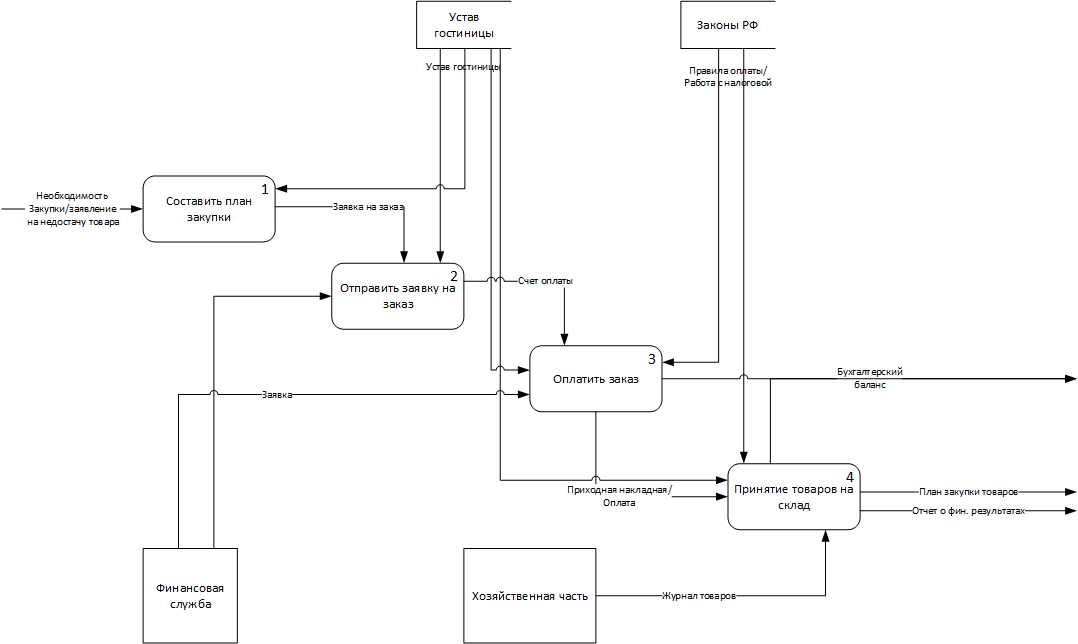 Устав
гостиницы
Законы РФ
Устав гостиницы
Правила оплаты/
Работа с налоговой
Необходимость
Закупки/заявление
на недостачу товара
1
Составить план
закупки
Заявка на заказ
2
Отправить заявку на
заказ
Счет оплаты
3
Оплатить заказ
Бухгалтерский
баланс
Заявка
4
Принятие товаров на
склад
Приходная накладная/
Оплата
План закупки товаров
Отчет о фин. результатах
Финансовая
служба
Хозяйственная часть
Журнал товаров